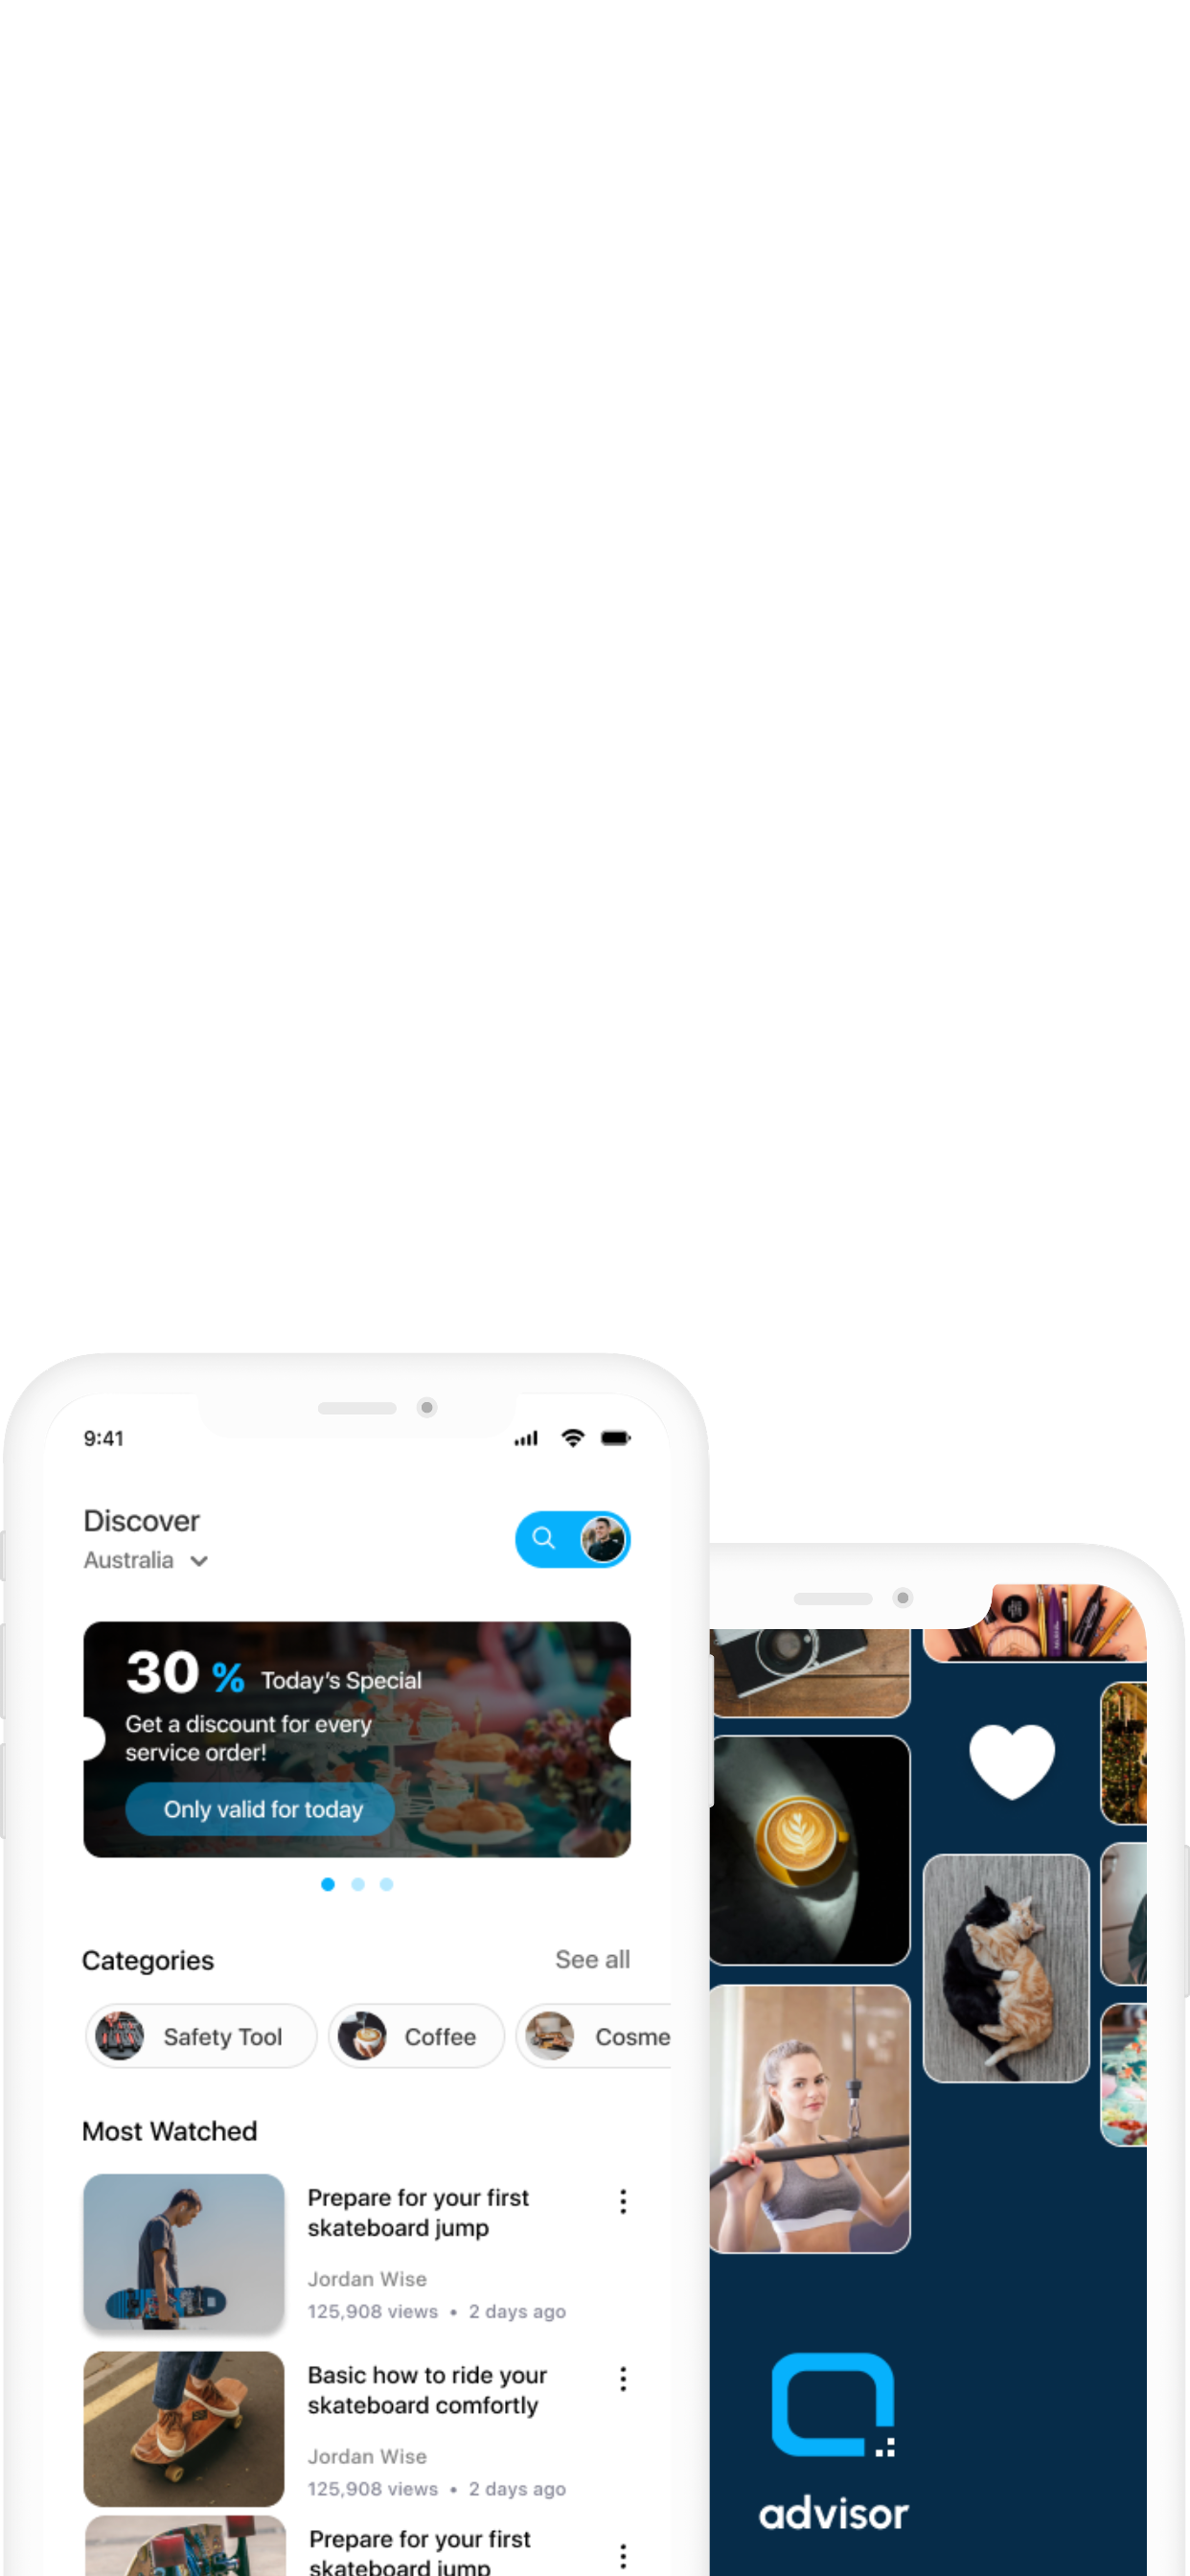 9:41
Discover
Australia
30 % Today's Special
Get a discount for every
service order!
Only valid for today
Categories
See all
Safety Tool
Coffee
Cosme
Most Watched
Prepare for your first
skateboard jump
Jordan Wise
125,908 views • 2 days ago
Basic how to ride your
skateboard comfortly
Jordan Wise
125,908 views • 2 days ago
Prepare for your first
skateboard jump
advisor